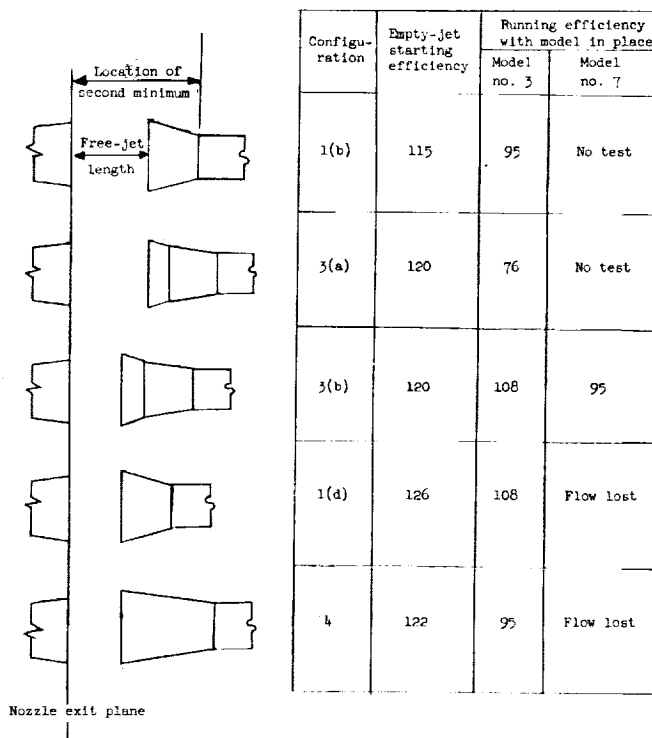 Location of
second minimum
Free-jet
length
Nozzle exit plane
Configu-
ration
Empty-jet
starting
efficiency
Running efficiency
with model in place
Model
no. 3
Model
no. 7
1(b) 115 95 No test
3(a) 120 76 No test
3(b) 120 108 95
1(d) 126 108 Flow lost
4 122 95 Flow lost